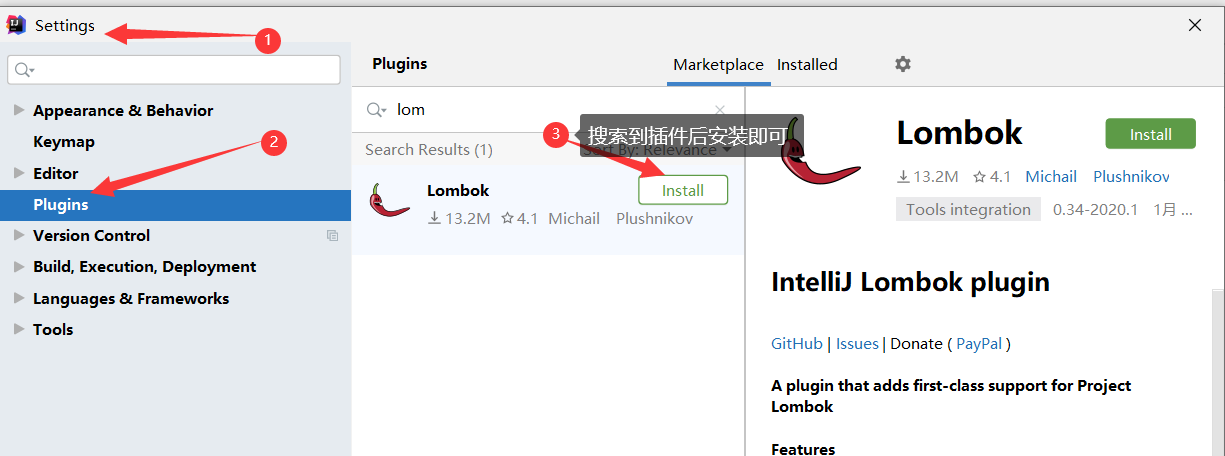 Settings
1
Plugins
Marketplace
Installed
Appearance & Behavior
Keymap
2
Editor
Plugins
Version Control
Build, Execution, Deployment
Languages & Frameworks
Tools
lom
3
搜索到插件后安装即可
Search Results (1)
Sort By: Relevance
Lombok
Install
13.2M 4.1 Michail Plushnikov
Lombok
Install
13.2M 4.1 Michail Plushnikov
Tools integration 0.34-2020.1 1月 ...
IntelliJ Lombok plugin
GitHub | Issues | Donate ( PayPal )
A plugin that adds first-class support for Project
Lombok
Features